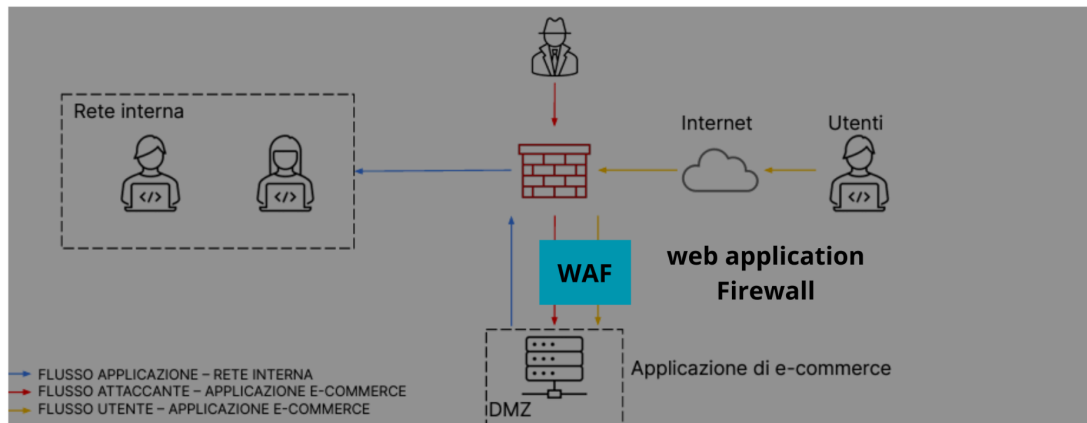 Rete interna
Internet
Utenti
WAF
web application
Firewall
Applicazione di e-commerce
DMZ
FLUSSO APPLICAZIONE – RETE INTERNA
FLUSSO ATTACCANTE – APPLICAZIONE E-COMMERCE
FLUSSO UTENTE – APPLICAZIONE E-COMMERCE